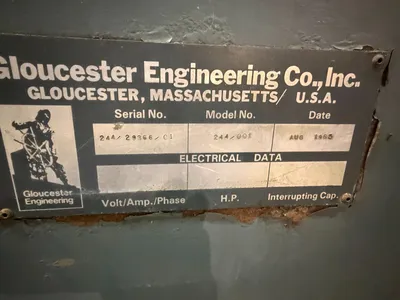 Gloucester Engineering Co., Inc.
GLOUCESTER, MASSACHUSETTS/ U.S.A.
Serial No. Model No. Date
AUG
ELECTRICAL DATA
Gloucester
Engineering
Volt/Amp./Phase H.P. Interrupting Cap.